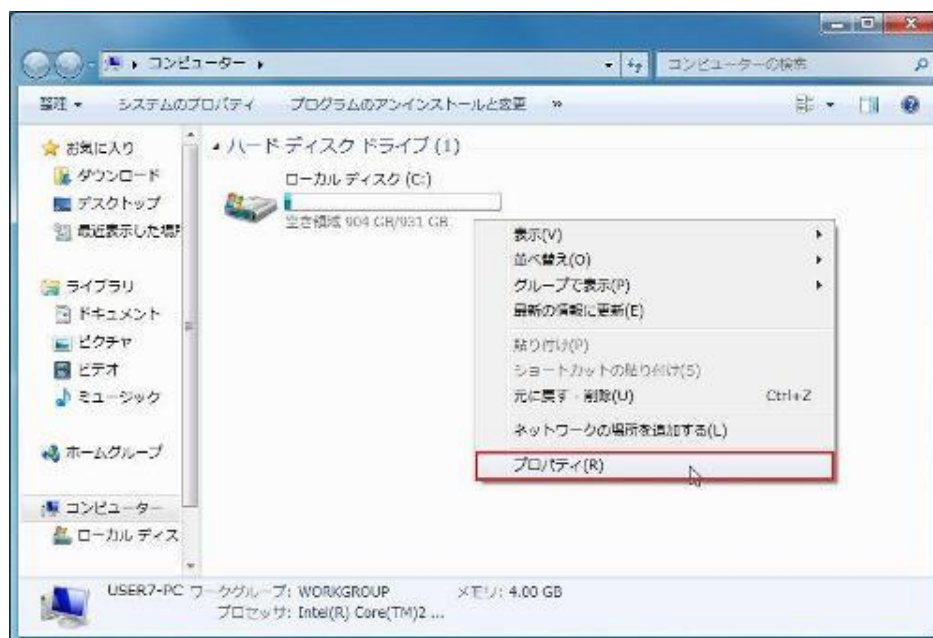 コンピューター
コンピューターの検索
整理 システムのプロパティ プログラムのアンインストールと変更 »
お気に入り
ダウンロード
デスクトップ
最近表示した場所
ライブラリ
ドキュメント
ピクチャ
ビデオ
ミュージック
ホームグループ
コンピューター
ローカル ディス
ハード ディスク ドライブ (1)
ローカル ディスク (C:)
空き領域 904 GB/931 GB
表示(V)
並べ替え(O)
グループで表示(P)
最新の情報に更新(E)
貼り付け(P)
ショートカットの貼り付け(S)
元に戻す - 削除(U) Ctrl+Z
ネットワークの場所を追加する(L)
プロパティ(R)
USER7-PC ワークグループ: WORKGROUP メモリ: 4.00 GB
プロセッサ: Intel(R) Core(TM)2 ...